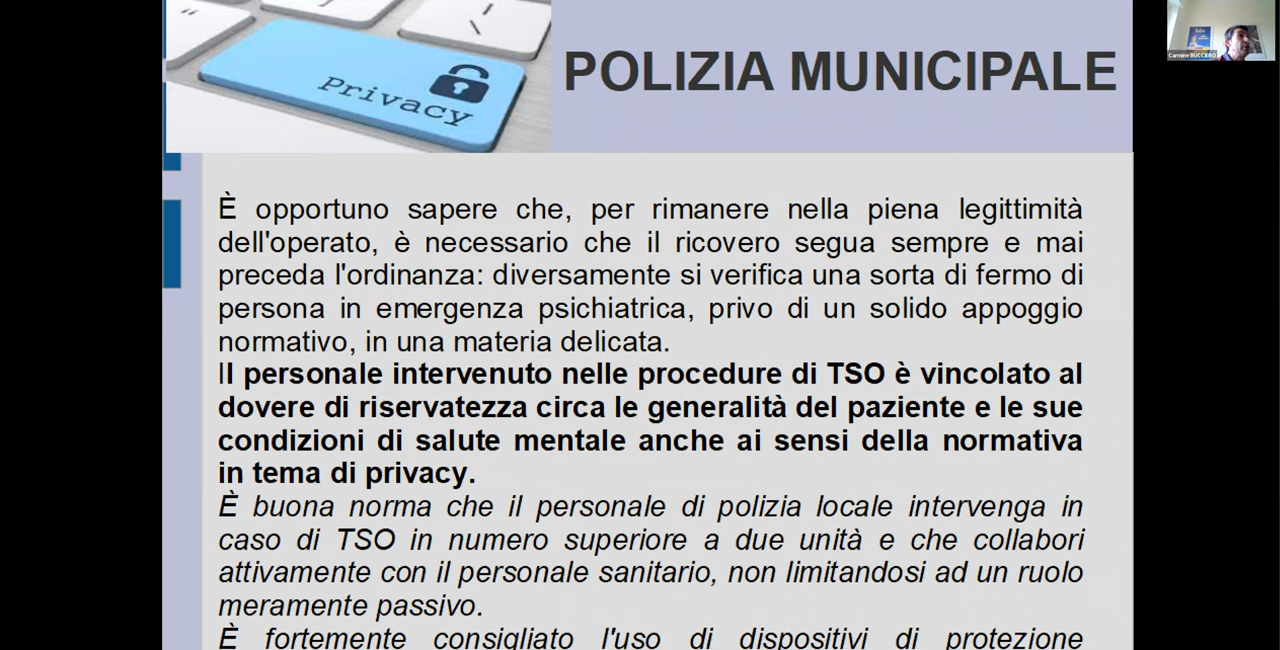 Privacy
POLIZIA MUNICIPALE
Carmine BUCCERO
È opportuno sapere che, per rimanere nella piena legittimità
dell'operato, è necessario che il ricovero segua sempre e mai
preceda l'ordinanza: diversamente si verifica una sorta di fermo di
persona in emergenza psichiatrica, privo di un solido appoggio
normativo, in una materia delicata.
Il personale intervenuto nelle procedure di TSO è vincolato al
dovere di riservatezza circa le generalità del paziente e le sue
condizioni di salute mentale anche ai sensi della normativa
in tema di privacy.
È buona norma che il personale di polizia locale intervenga in
caso di TSO in numero superiore a due unità e che collabori
attivamente con il personale sanitario, non limitandosi ad un ruolo
meramente passivo.
È fortemente consigliato l'uso di dispositivi di protezione